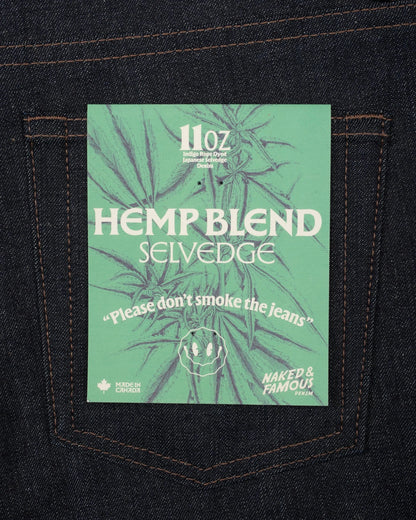 11OZ
Indigo Rope Dyed
Japanese Selvedge
Denim
HEMP BLEND
SELVEDGE
"Please don't smoke the jeans"
MADE IN
CANADA
NAKED &
FAMOUS
DENIM